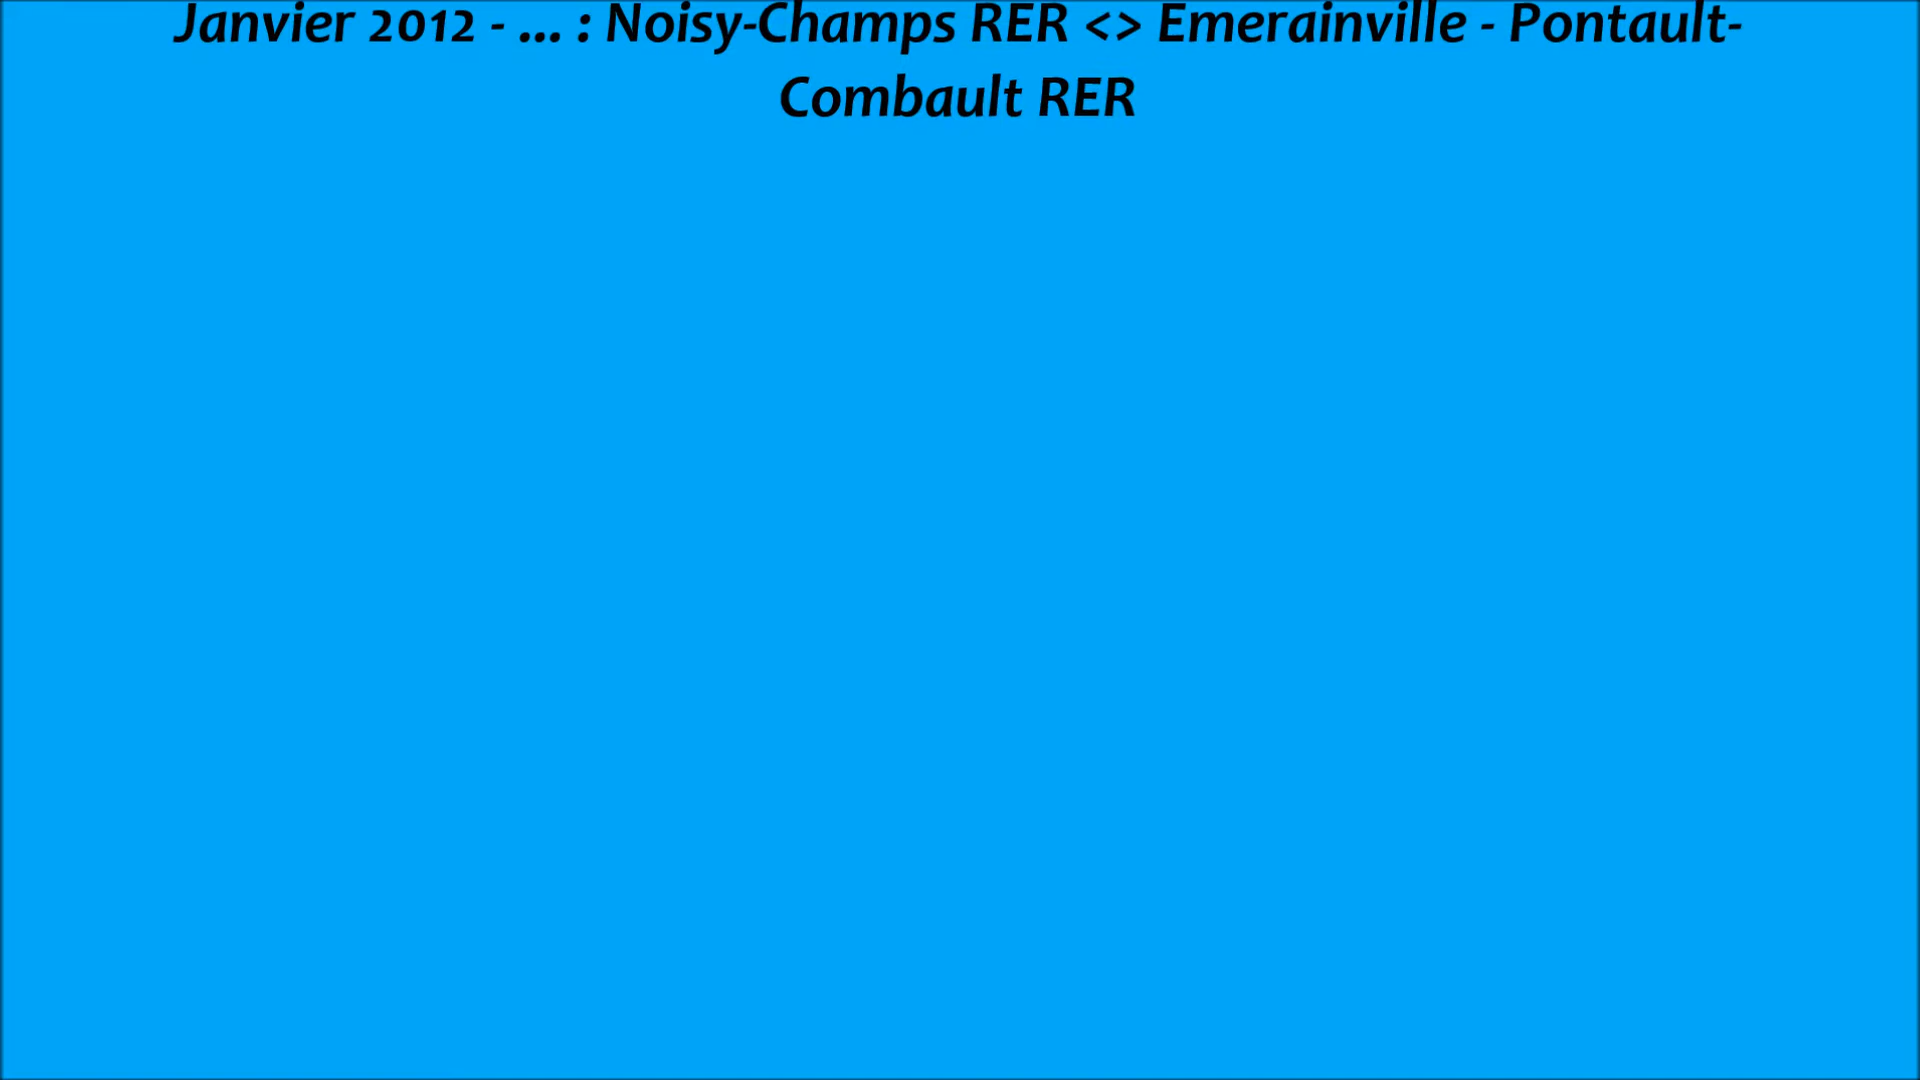 Janvier 2012 - ... : Noisy-Champs RER <> Emerainville - Pontault-
Combault RER